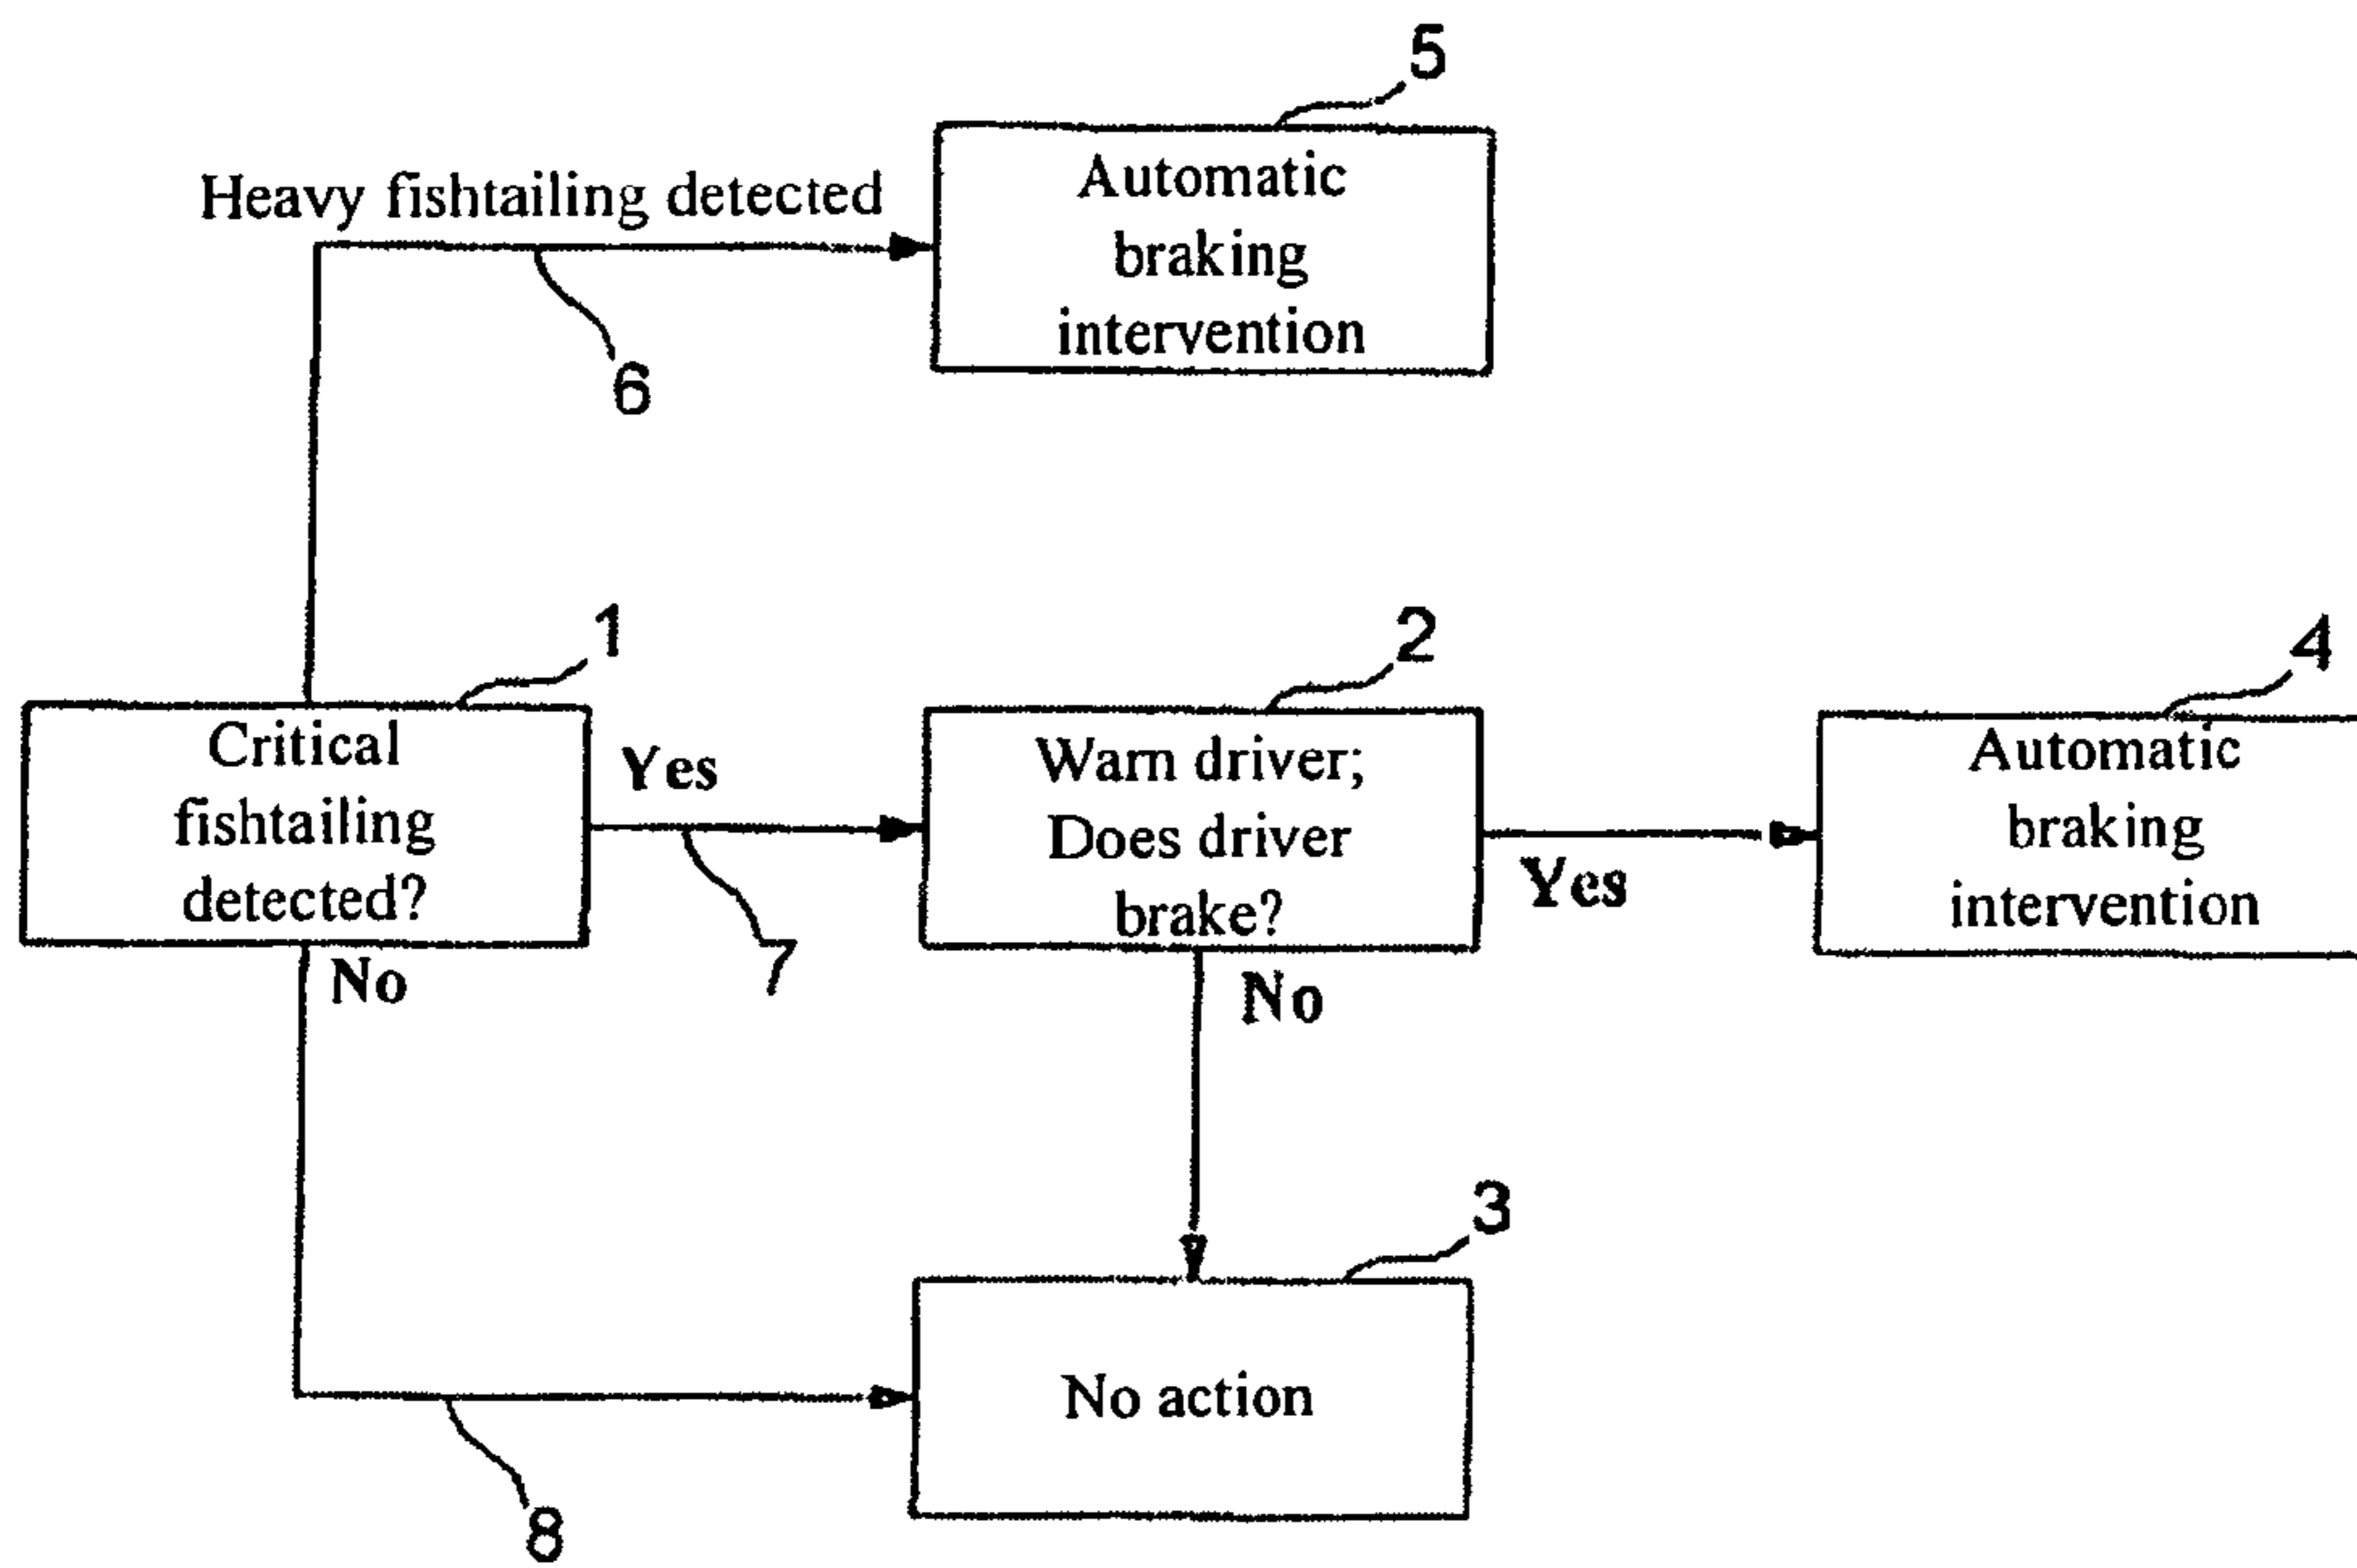 5
Automatic
braking
intervention
Heavy fishtailing detected
6
1
Critical
fishtailing
detected?
Yes
7
No
2
Warn driver;
Does driver
brake?
Yes
No
4
Automatic
braking
intervention
3
No action
8